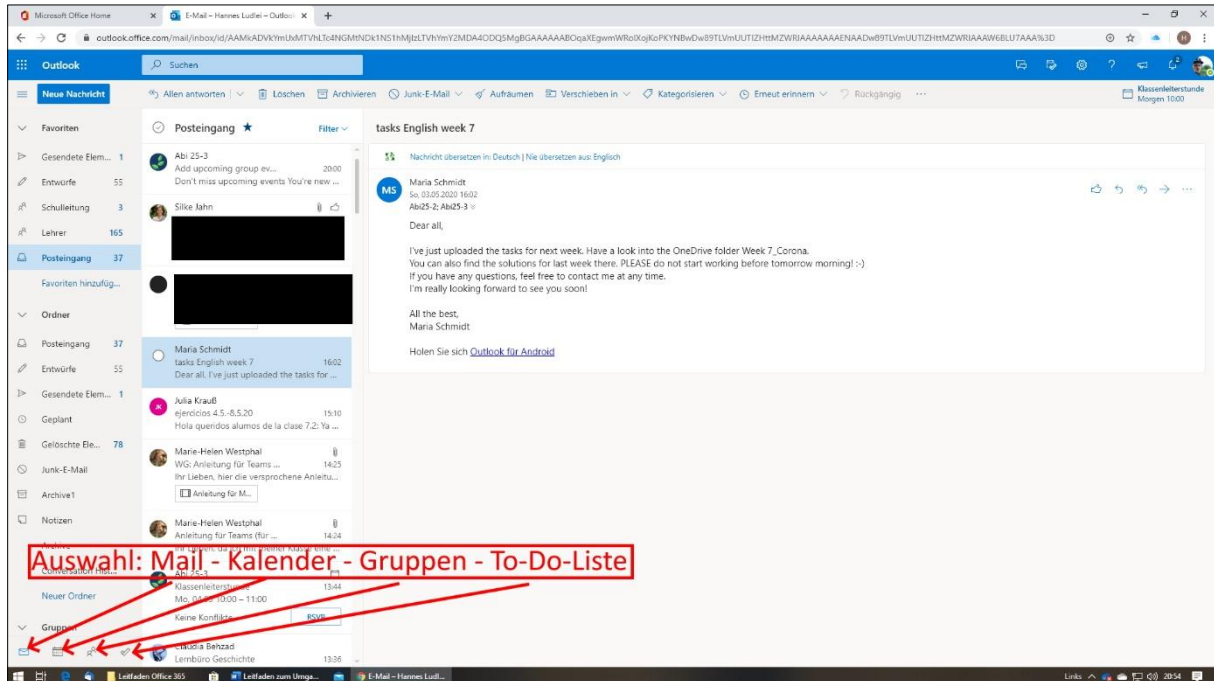 Microsoft Office Home
E-Mail – Hannes Ludlei – Outlook
Outlook
Suchen
Neue Nachricht
Allen antworten
Löschen
Archivieren
Junk-E-Mail
Aufräumen
Verschieben in
Kategorisieren
Erneut erinnern
Rückgängig
Klassenleiterstunde
Morgen 10:00
Favoriten
Gesendete Elem... 1
Entwürfe 55
Schulleitung 3
Lehrer 165
Posteingang 37
Favoriten hinzufüg...
Ordner
Posteingang 37
Entwürfe 55
Gesendete Elem... 1
Geplant
Gelöschte Ele... 78
Junk-E-Mail
Archive1
Notizen
Neuer Ordner
Gruppen
Posteingang
Filter
Abi 25-3
Add upcoming group ev... 20:00
Don't miss upcoming events You're new ...
Silke Jahn
Maria Schmidt
tasks English week 7 16:02
Dear all, I've just uploaded the tasks for ...
Julia Krauß
JK
ejercicios 4.5.-8.5.20 15:10
Hola queridos alumos de la clase 7.2: Ya ...
Marie-Helen Westphal
WG: Anleitung für Teams ... 14:25
Ihr Lieben, hier die versprochene Anleitu...
Anleitung für M...
Marie-Helen Westphal
Anleitung für Teams (für ... 14:24
Abi 25-3
Klassenleiterstunde 13:44
Mo, 04.05 10:00 – 11:00
Keine Konflikte RSVP
Claudia Behzad
Lernbüro Geschichte 13:36
tasks English week 7
Nachricht übersetzen in: Deutsch | Nie übersetzen aus: Englisch
MS
Maria Schmidt
So, 03.05.2020 16:02
Abi25-2; Abi25-3
Dear all,
I've just uploaded the tasks for next week. Have a look into the OneDrive folder Week 7_Corona.
You can also find the solutions for last week there. PLEASE do not start working before tomorrow morning! :-)
If you have any questions, feel free to contact me at any time.
I'm really looking forward to see you soon!
All the best,
Maria Schmidt
Holen Sie sich Outlook für Android
Auswahl: Mail - Kalender - Gruppen - To-Do-Liste
Leitfaden Office 365
Leitfaden zum Umga...
E-Mail – Hannes Ludl...
Links
20:54